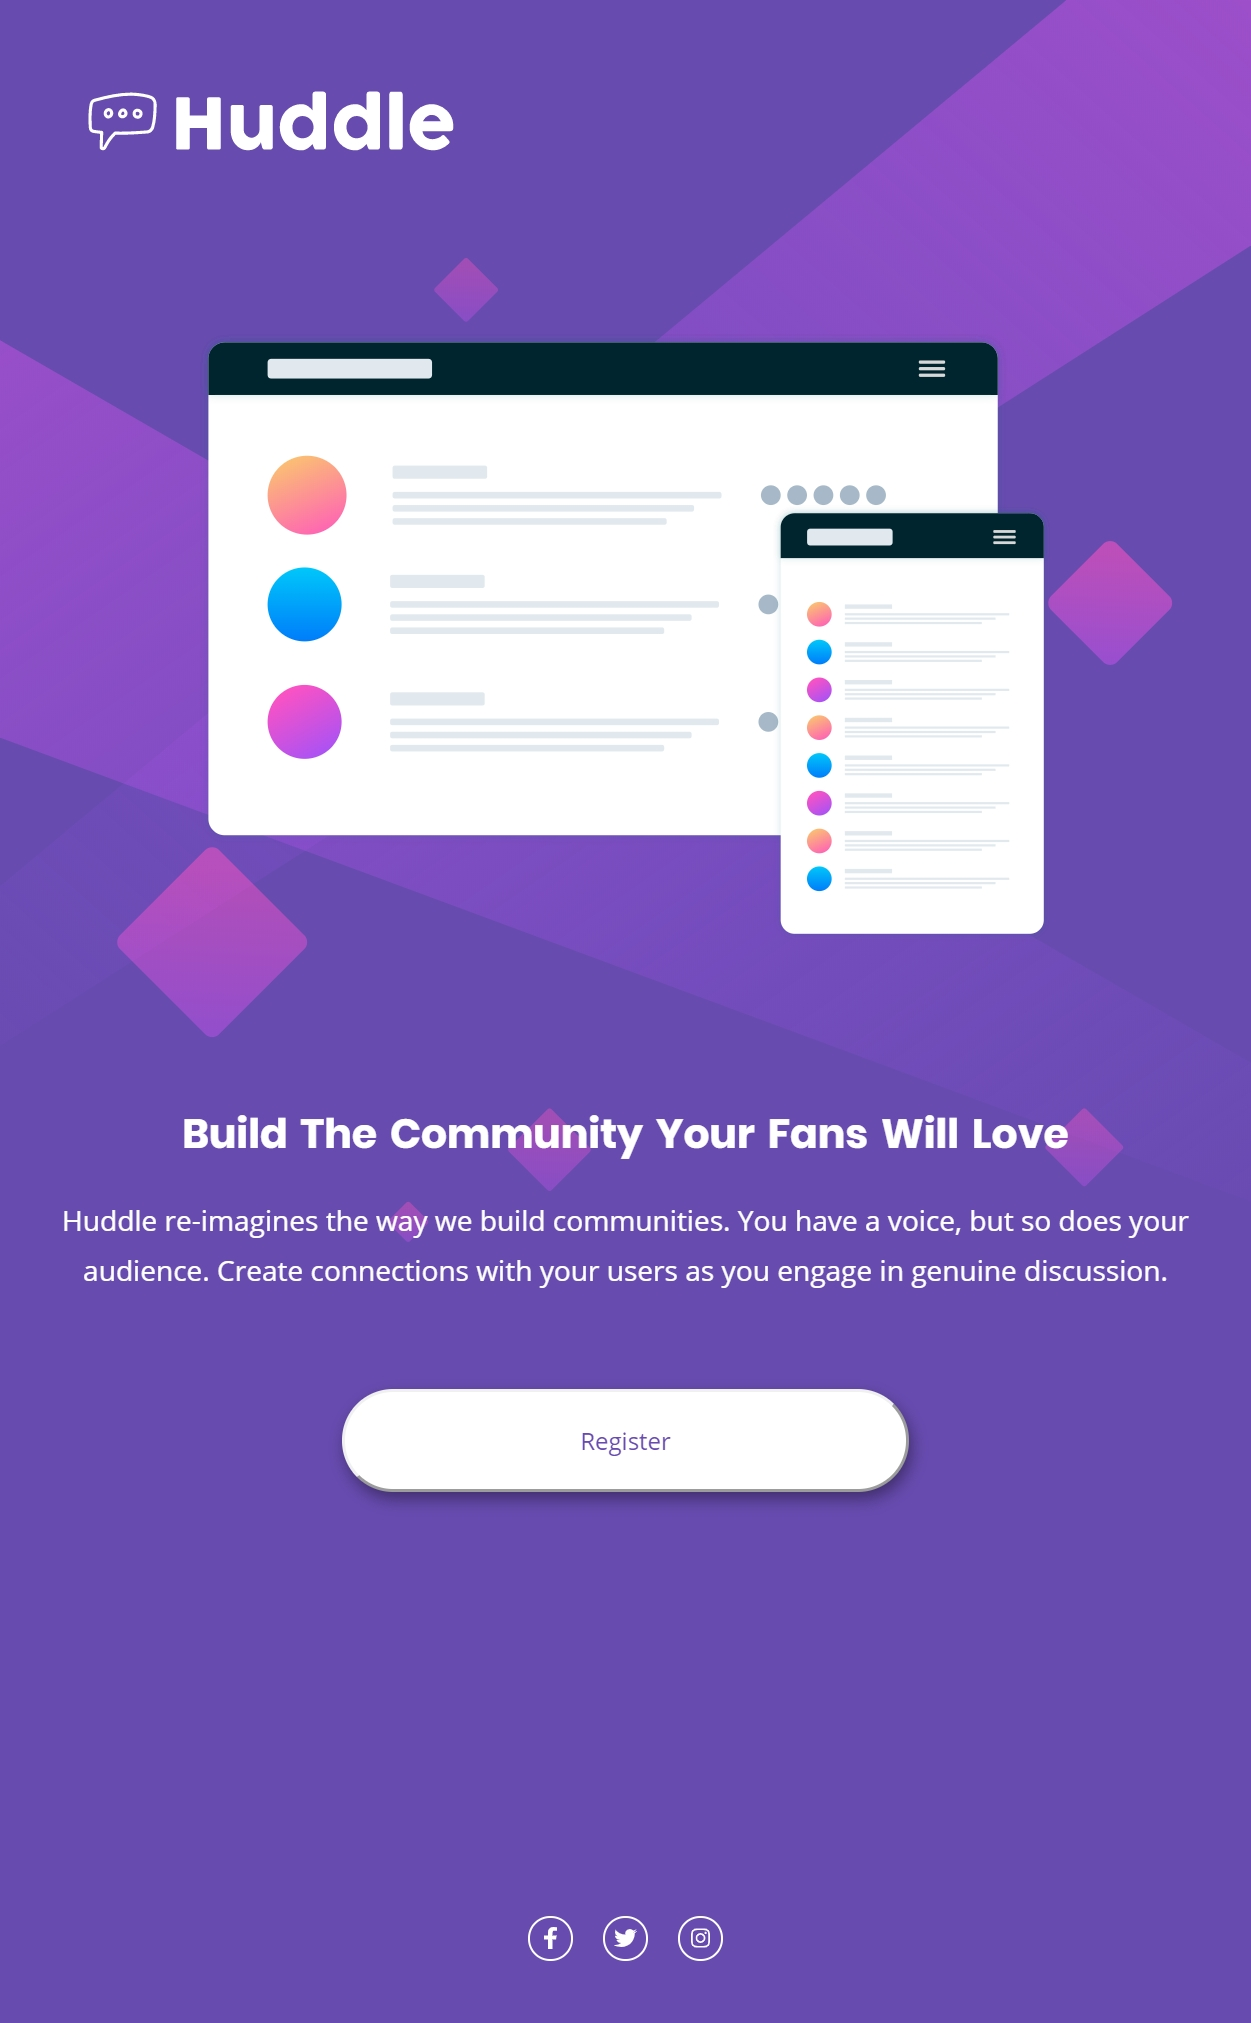 Huddle
Build The Community Your Fans Will Love
Huddle re-imagines the way we build communities. You have a voice, but so does your
audience. Create connections with your users as you engage in genuine discussion.
Register